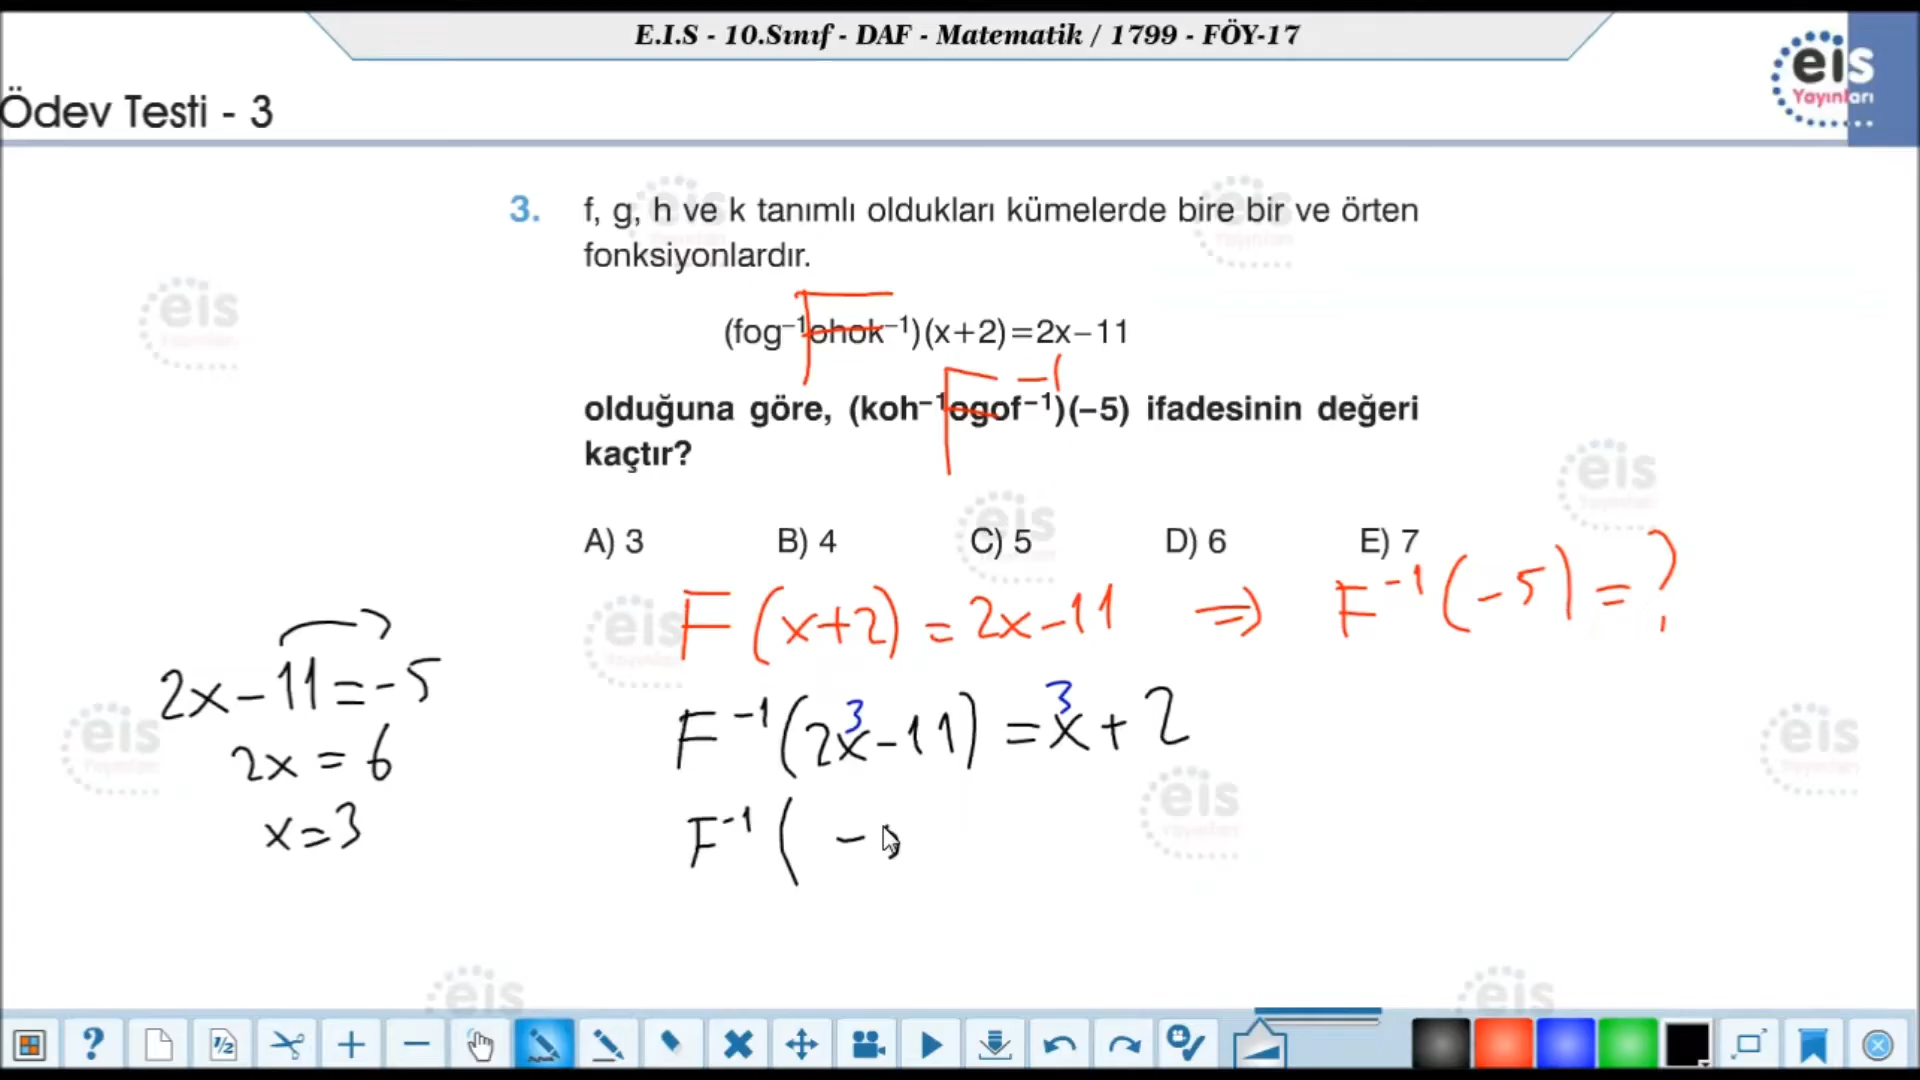 E.I.S - 10.Sınıf - DAF - Matematik / 1799 - FÖY-17
eis
Yayınları
Ödev Testi - 3
3. f, g, h ve k tanımlı oldukları kümelerde bire bir ve örten
fonksiyonlardır.
(fog⁻¹ohok⁻¹)(x+2)=2x−11
F
F⁻¹
olduğuna göre, (koh⁻¹ogof⁻¹)(−5) ifadesinin değeri
kaçtır?
A) 3 B) 4 C) 5 D) 6 E) 7
F(x+2) = 2x-11 ⇒ F⁻¹(-5) = ?
2x-11=-5
2x = 6
x=3
F⁻¹(2x-11) = x+2
3 3
F⁻¹( -